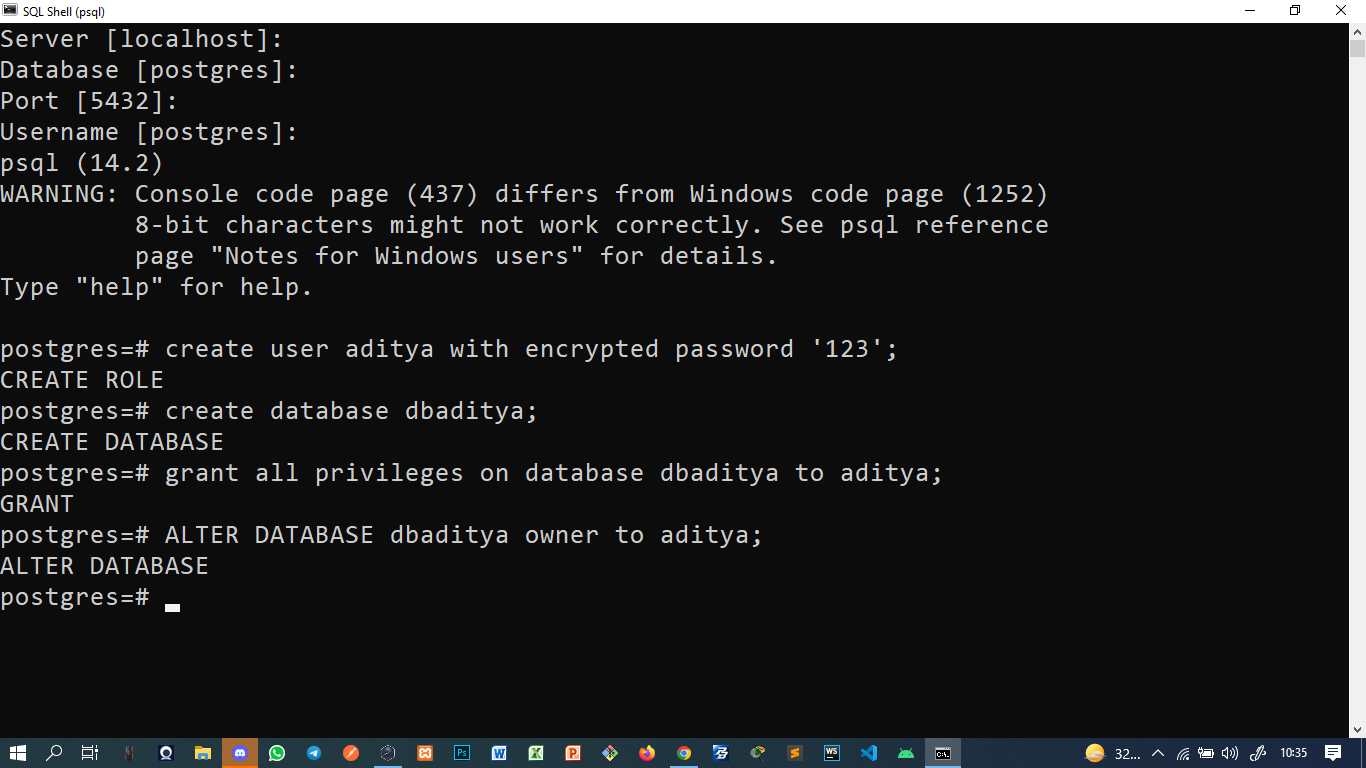 SQL Shell (psql)
Server [localhost]:
Database [postgres]:
Port [5432]:
Username [postgres]:
psql (14.2)
WARNING: Console code page (437) differs from Windows code page (1252)
8-bit characters might not work correctly. See psql reference
page "Notes for Windows users" for details.
Type "help" for help.
postgres=# create user aditya with encrypted password '123';
CREATE ROLE
postgres=# create database dbaditya;
CREATE DATABASE
postgres=# grant all privileges on database dbaditya to aditya;
GRANT
postgres=# ALTER DATABASE dbaditya owner to aditya;
ALTER DATABASE
postgres=#
Ps W X P WS C:\. 32... 10:35